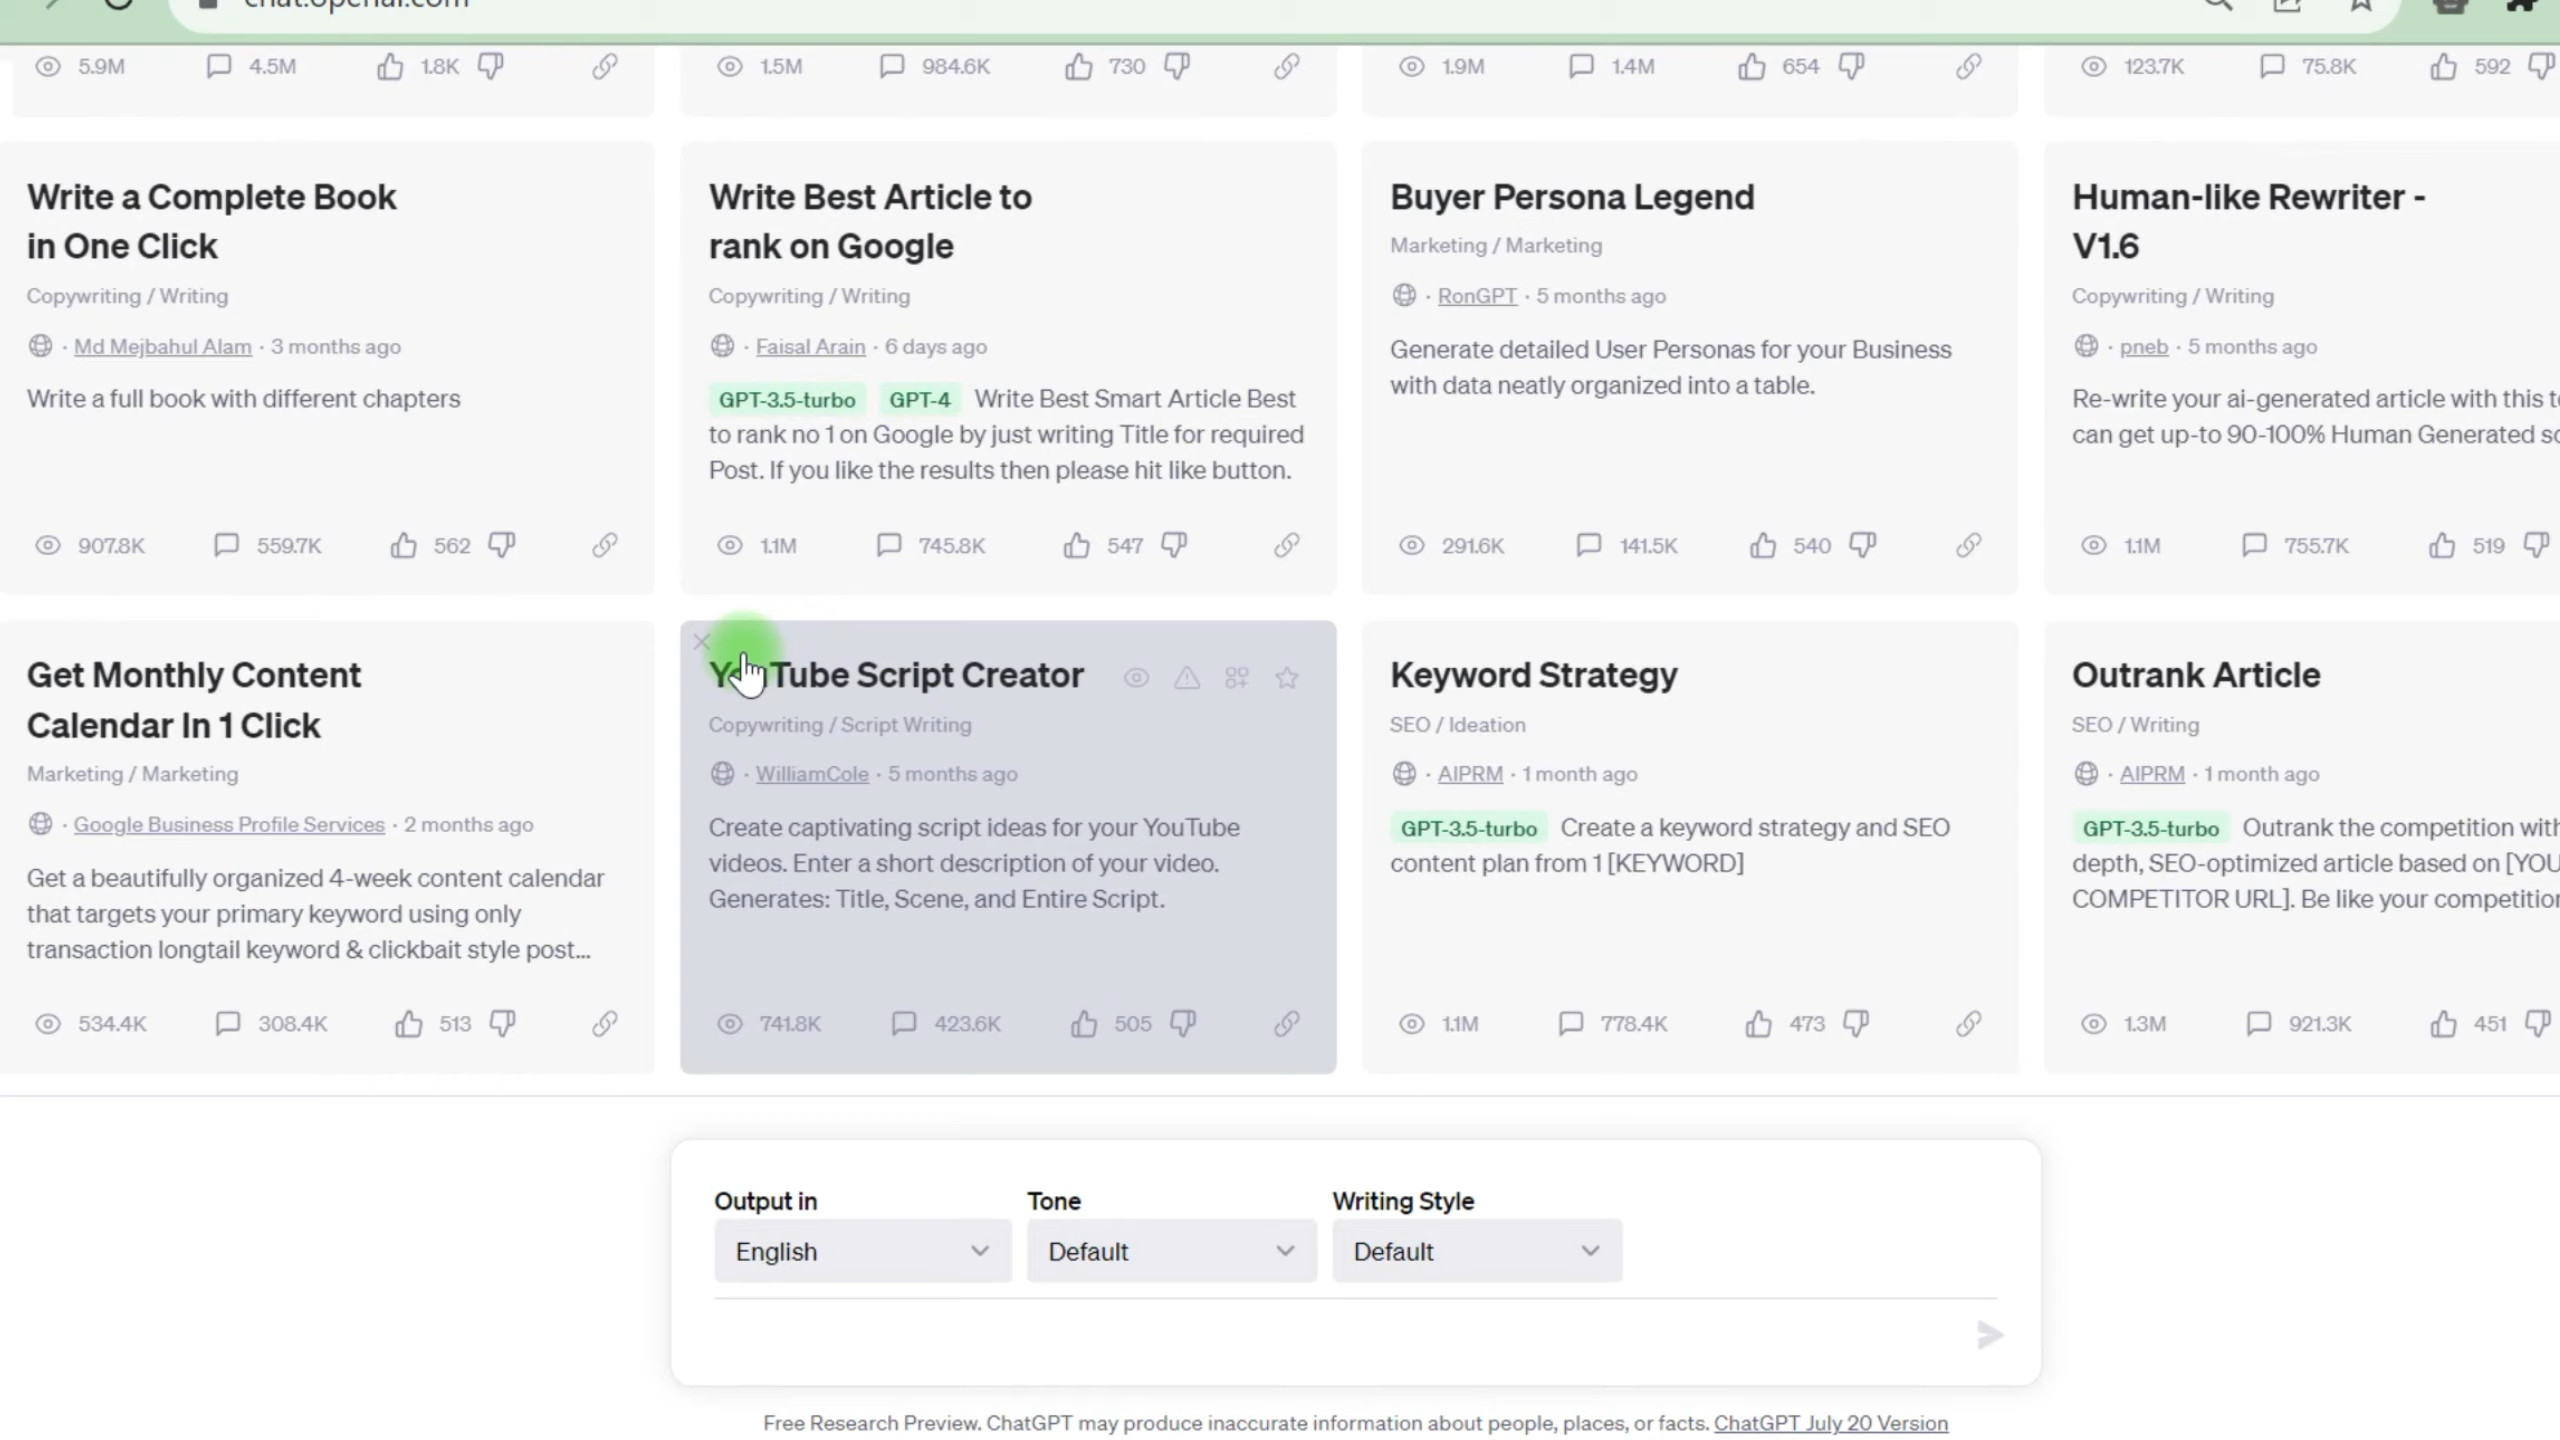 chat.openai.com
5.9M 4.5M 1.8K
1.5M 984.6K 730
1.9M 1.4M 654
123.7K 75.8K 592
Write a Complete Book
in One Click
Copywriting / Writing
· Md Mejbahul Alam · 3 months ago
Write a full book with different chapters
907.8K 559.7K 562
Write Best Article to
rank on Google
Copywriting / Writing
· Faisal Arain · 6 days ago
GPT-3.5-turbo GPT-4 Write Best Smart Article Best
to rank no 1 on Google by just writing Title for required
Post. If you like the results then please hit like button.
1.1M 745.8K 547
Buyer Persona Legend
Marketing / Marketing
· RonGPT · 5 months ago
Generate detailed User Personas for your Business
with data neatly organized into a table.
291.6K 141.5K 540
Human-like Rewriter -
V1.6
Copywriting / Writing
· pneb · 5 months ago
Re-write your ai-generated article with this
can get up-to 90-100% Human Generated
1.1M 755.7K 519
Get Monthly Content
Calendar In 1 Click
Marketing / Marketing
· Google Business Profile Services · 2 months ago
Get a beautifully organized 4-week content calendar
that targets your primary keyword using only
transaction longtail keyword & clickbait style post...
534.4K 308.4K 513
YouTube Script Creator
Copywriting / Script Writing
· WilliamCole · 5 months ago
Create captivating script ideas for your YouTube
videos. Enter a short description of your video.
Generates: Title, Scene, and Entire Script.
741.8K 423.6K 505
Keyword Strategy
SEO / Ideation
· AIPRM · 1 month ago
GPT-3.5-turbo Create a keyword strategy and SEO
content plan from 1 [KEYWORD]
1.1M 778.4K 473
Outrank Article
SEO / Writing
· AIPRM · 1 month ago
GPT-3.5-turbo Outrank the competition with
depth, SEO-optimized article based on [YOU
COMPETITOR URL]. Be like your
1.3M 921.3K 451
Output in Tone Writing Style
English Default Default
Free Research Preview. ChatGPT may produce inaccurate information about people, places, or facts. ChatGPT July 20 Version